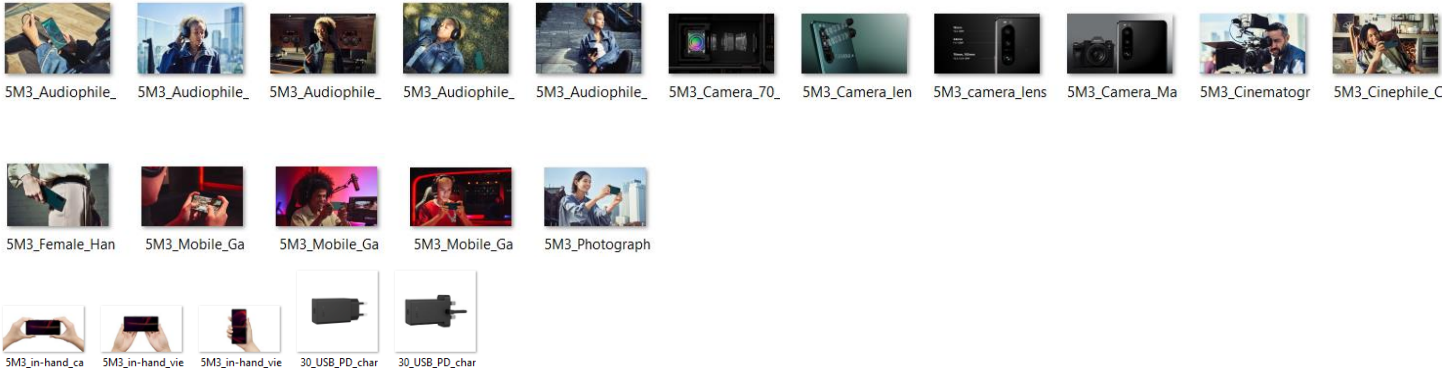 5M3_Audiophile_
5M3_Audiophile_
5M3_Audiophile_
5M3_Audiophile_
5M3_Audiophile_
5M3_Camera_70_
5M3_Camera_len
5M3_camera_lens
5M3_Camera_Ma
5M3_Cinematogr
5M3_Cinephile_C
5M3_Female_Han
5M3_Mobile_Ga
5M3_Mobile_Ga
5M3_Mobile_Ga
5M3_Photograph
5M3_in-hand_ca
5M3_in-hand_vie
5M3_in-hand_vie
30_USB_PD_char
30_USB_PD_char